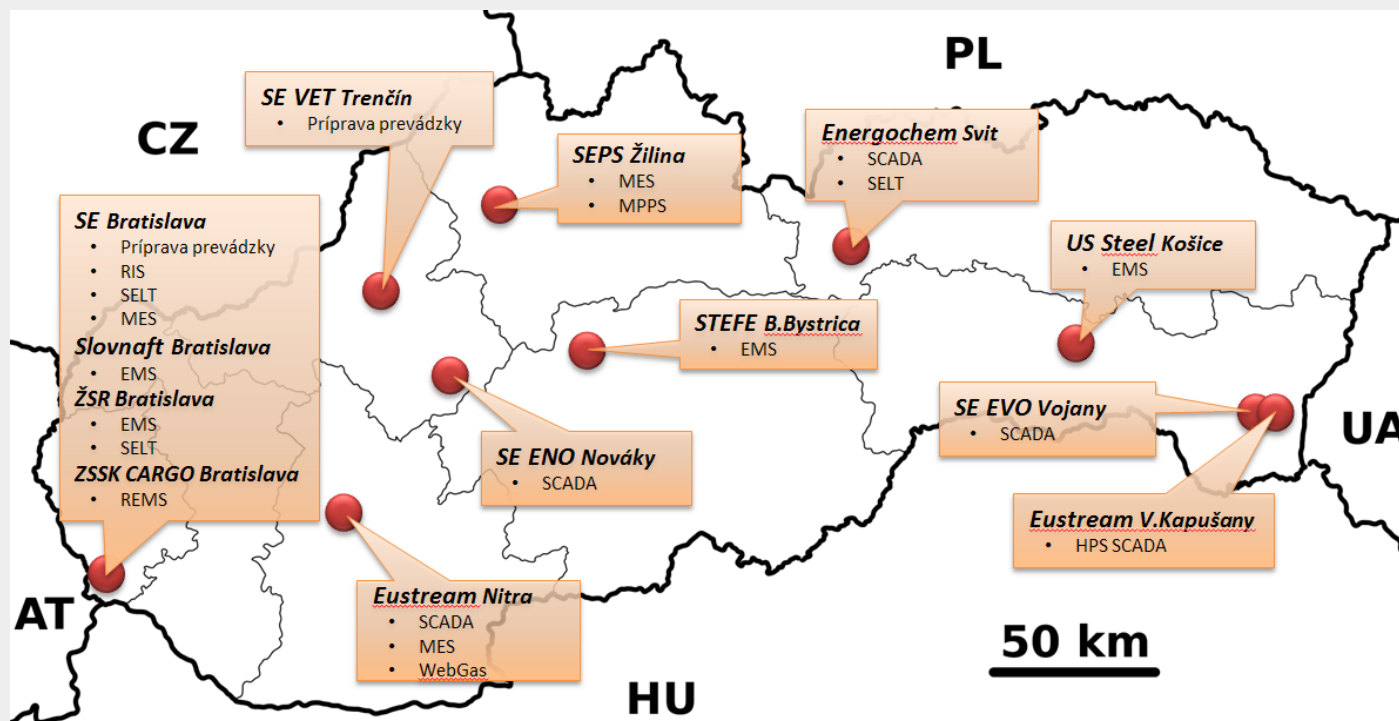 PL
CZ
SE VET Trenčín
• Príprava prevádzky
SEPS Žilina
• MES
• MPPS
Energochem Svit
• SCADA
• SELT
SE Bratislava
• Príprava prevádzky
• RIS
• SELT
• MES
Slovnaft Bratislava
• EMS
ŽSR Bratislava
• EMS
• SELT
ZSSK CARGO Bratislava
• REMS
US Steel Košice
• EMS
STEFE B.Bystrica
• EMS
SE EVO Vojany
• SCADA
UA
SE ENO Nováky
• SCADA
Eustream V.Kapušany
• HPS SCADA
Eustream Nitra
• SCADA
• MES
• WebGas
AT
HU
50 km